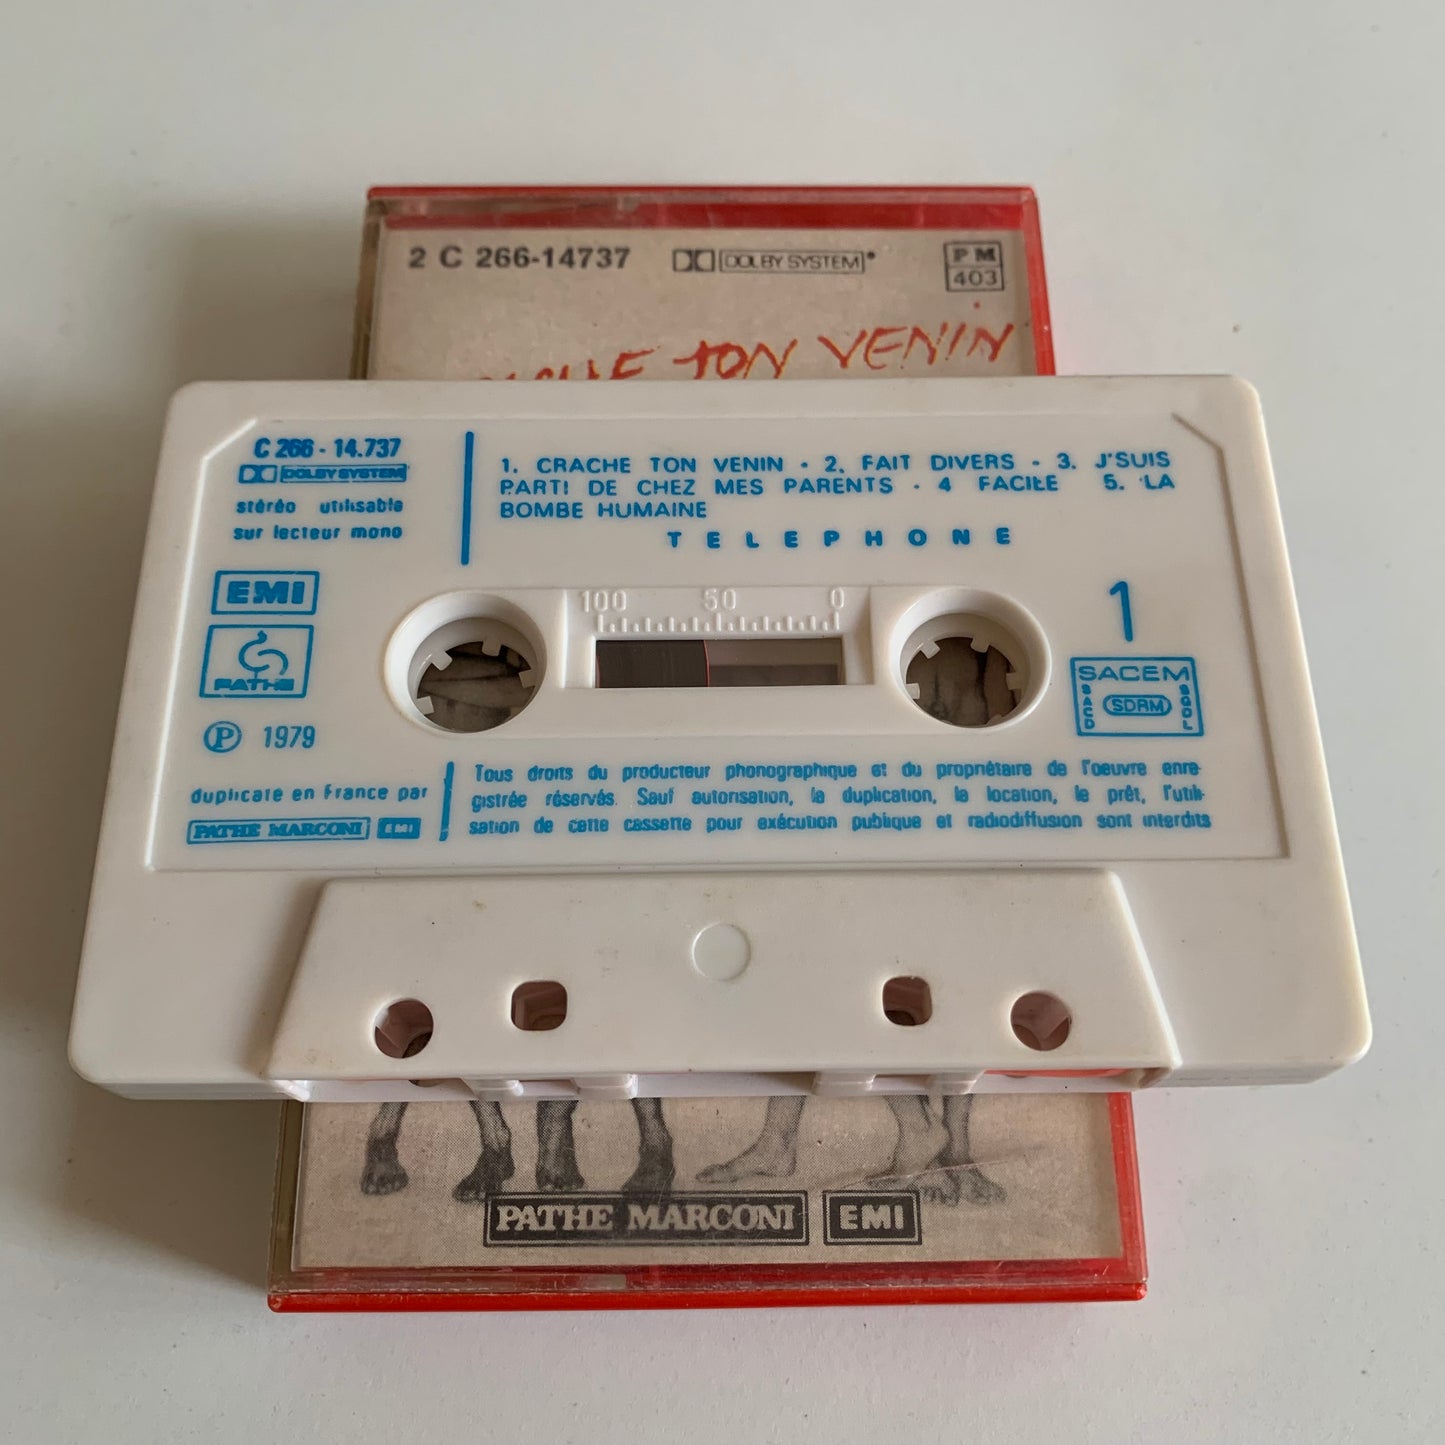 2 C 266-14737 DOLBY SYSTEM PM
403
TON VENIN
C 266 - 14.737
DOLBY SYSTEM
stéréo utilisable
sur lecteur mono
1. CRACHE TON VENIN · 2. FAIT DIVERS · 3. J'SUIS
PARTI DE CHEZ MES PARENTS · 4 FACILE 5. LA
BOMBE HUMAINE
TELEPHONE
EMI
PATHE
℗ 1979
100 50 0
1
SACEM
SACD SDRM SGDL
duplicaté en France par
PATHE MARCONI EMI
Tous droits du producteur phonographique et du propriétaire de l'oeuvre enre-
gistrée réservés. Sauf autorisation, la duplication, la location, le prêt, l'utili-
sation de cette cassette pour exécution publique et radiodiffusion sont interdits
PATHE MARCONI EMI